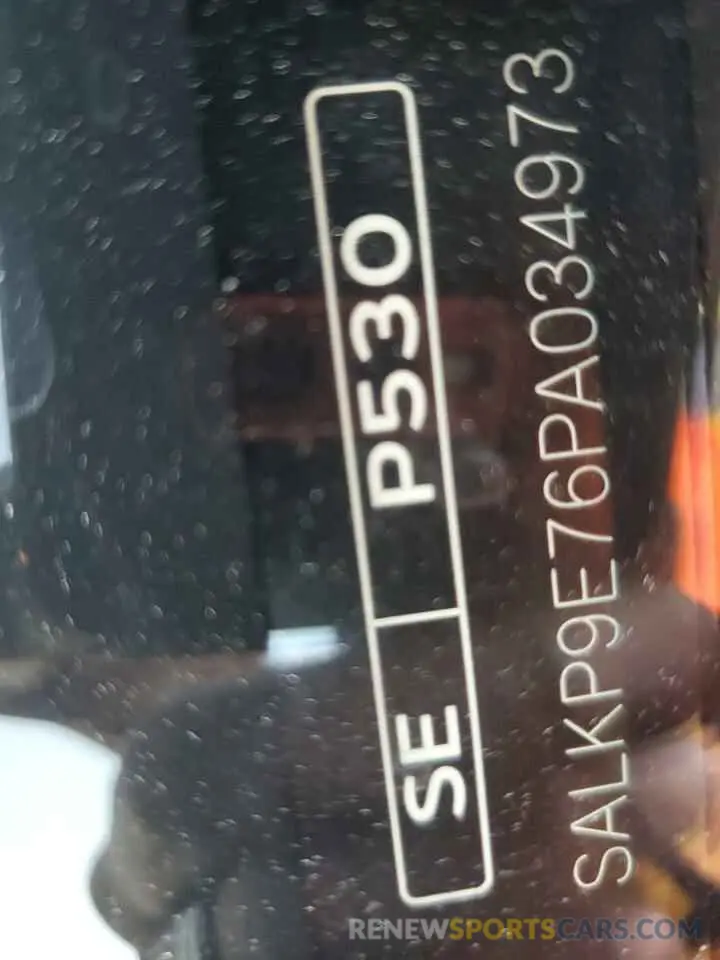 SE P530
SALKP9E76PA034973
RENEWSPORTSCARS.COM